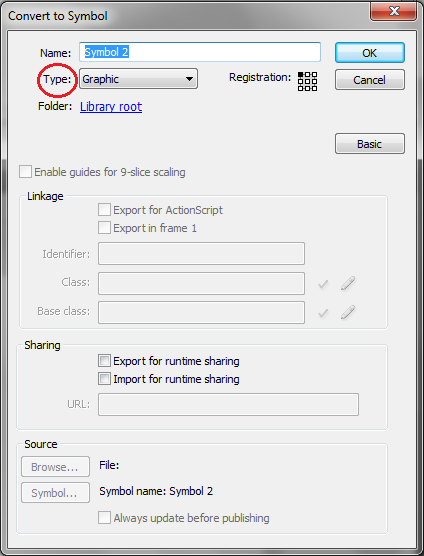 Convert to Symbol
Name: Symbol 2 OK
Type: Graphic Registration: Cancel
Folder: Library root
Basic
Enable guides for 9-slice scaling
Linkage
Export for ActionScript
Export in frame 1
Identifier:
Class:
Base class:
Sharing
Export for runtime sharing
Import for runtime sharing
URL:
Source
Browse... File:
Symbol... Symbol name: Symbol 2
Always update before publishing